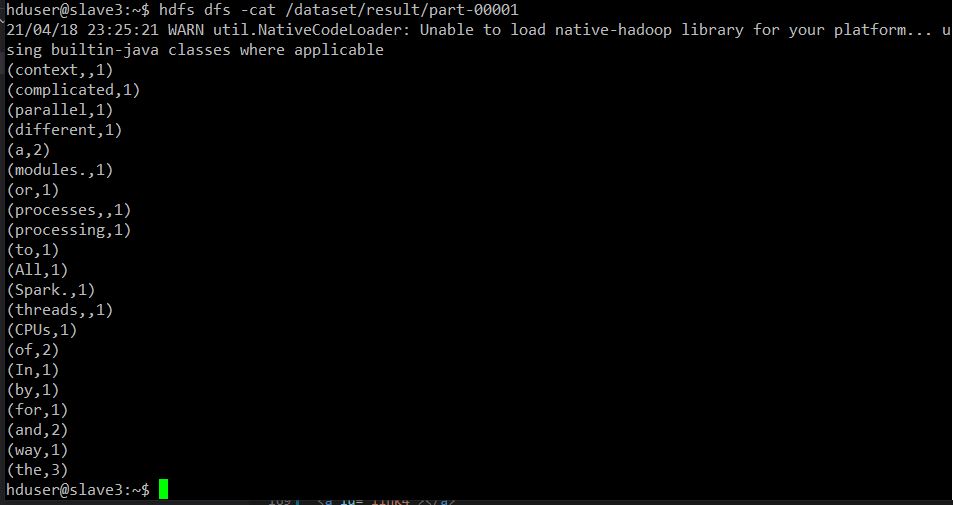 hduser@slave3:~$ hdfs dfs -cat /dataset/result/part-00001
21/04/18 23:25:21 WARN util.NativeCodeLoader: Unable to load native-hadoop library for your platform... u
sing builtin-java classes where applicable
(context,,1)
(complicated,1)
(parallel,1)
(different,1)
(a,2)
(modules.,1)
(or,1)
(processes,,1)
(processing,1)
(to,1)
(All,1)
(Spark.,1)
(threads,,1)
(CPUs,1)
(of,2)
(In,1)
(by,1)
(for,1)
(and,2)
(way,1)
(the,3)
hduser@slave3:~$